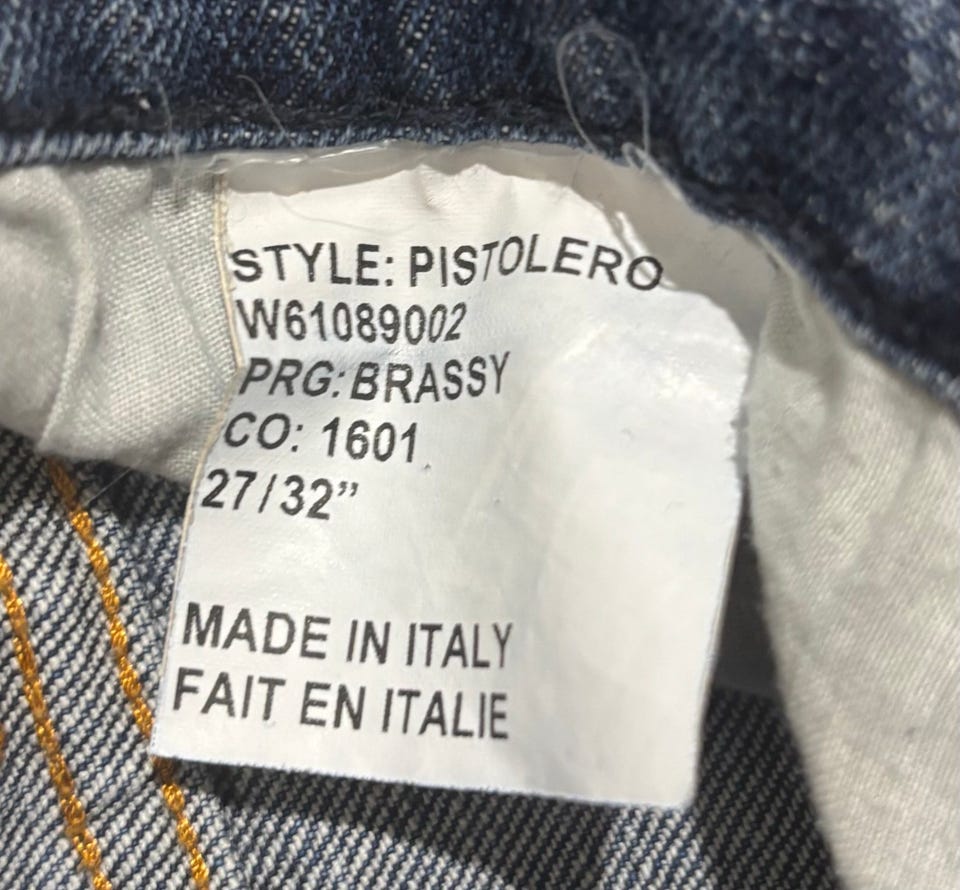 STYLE: PISTOLERO
W61089002
PRG: BRASSY
CO: 1601
27/32”
MADE IN ITALY
FAIT EN ITALIE